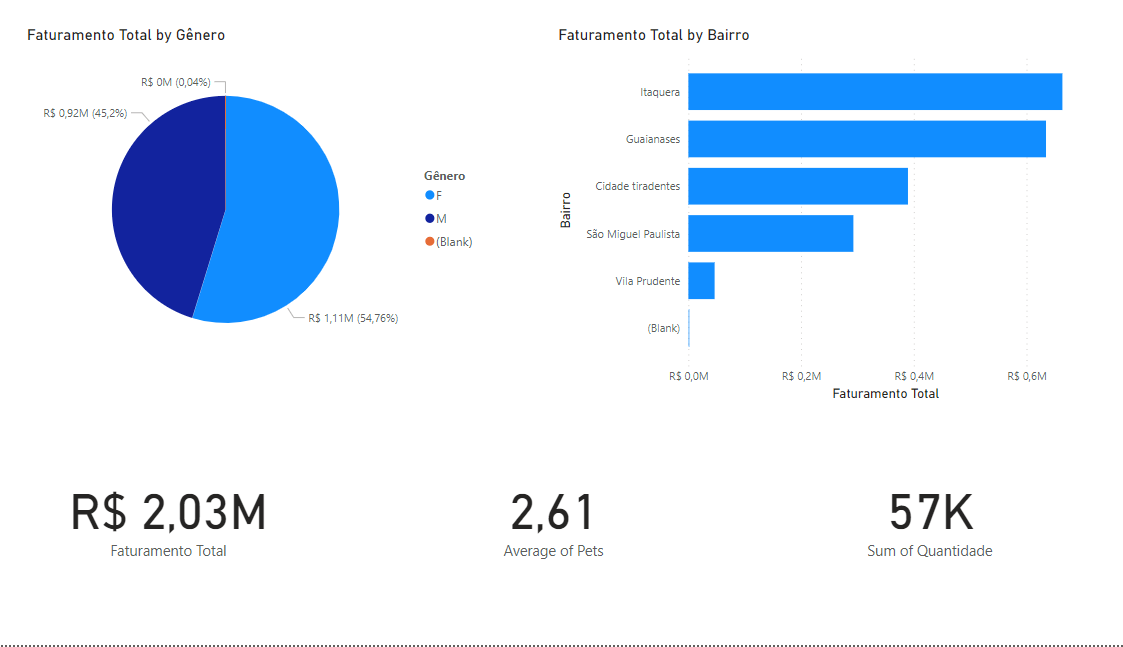 Faturamento Total by Gênero
R$ 0M (0,04%)
R$ 0,92M (45,2%)
R$ 1,11M (54,76%)
Gênero
F
M
(Blank)
Faturamento Total by Bairro
Bairro
Itaquera
Guaianases
Cidade tiradentes
São Miguel Paulista
Vila Prudente
(Blank)
R$ 0,0M
R$ 0,2M
R$ 0,4M
R$ 0,6M
Faturamento Total
R$ 2,03M
Faturamento Total
2,61
Average of Pets
57K
Sum of Quantidade